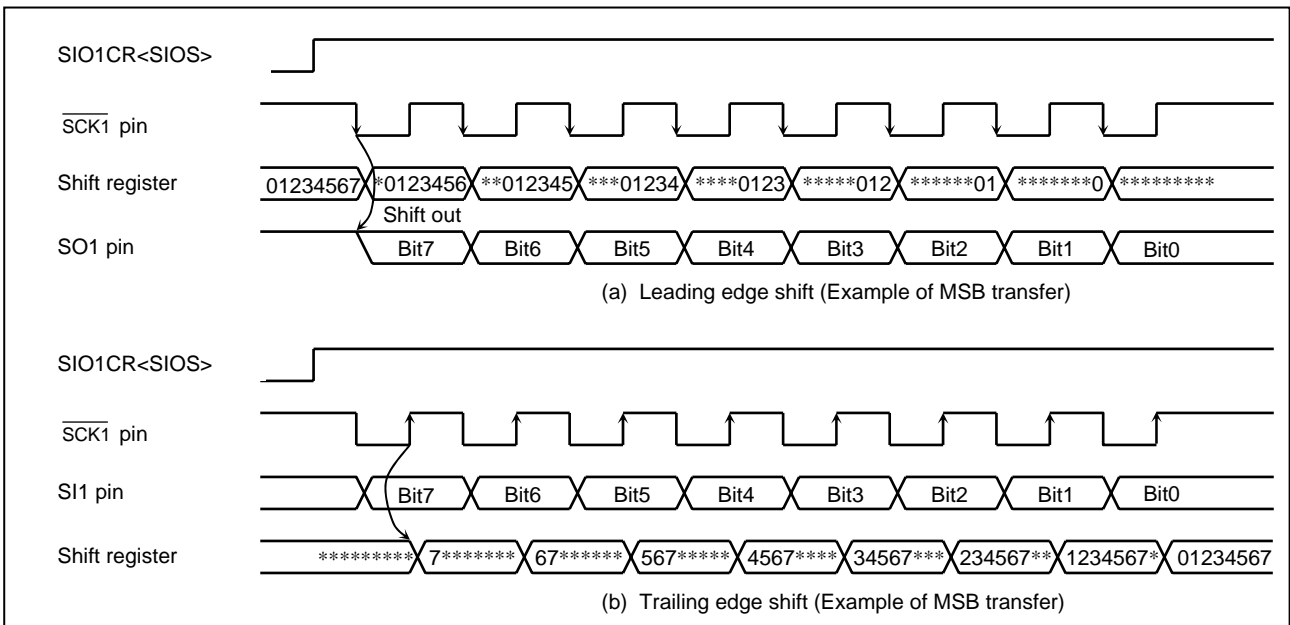 SIO1CR<SIOS>
SCK1 pin
Shift register 01234567 *0123456 **012345 ***01234 ****0123 *****012 ******01 *******0 *********
Shift out
SO1 pin Bit7 Bit6 Bit5 Bit4 Bit3 Bit2 Bit1 Bit0
(a) Leading edge shift (Example of MSB transfer)
SIO1CR<SIOS>
SCK1 pin
SI1 pin Bit7 Bit6 Bit5 Bit4 Bit3 Bit2 Bit1 Bit0
Shift register ********* 7******* 67****** 567***** 4567**** 34567*** 234567** 1234567* 01234567
(b) Trailing edge shift (Example of MSB transfer)